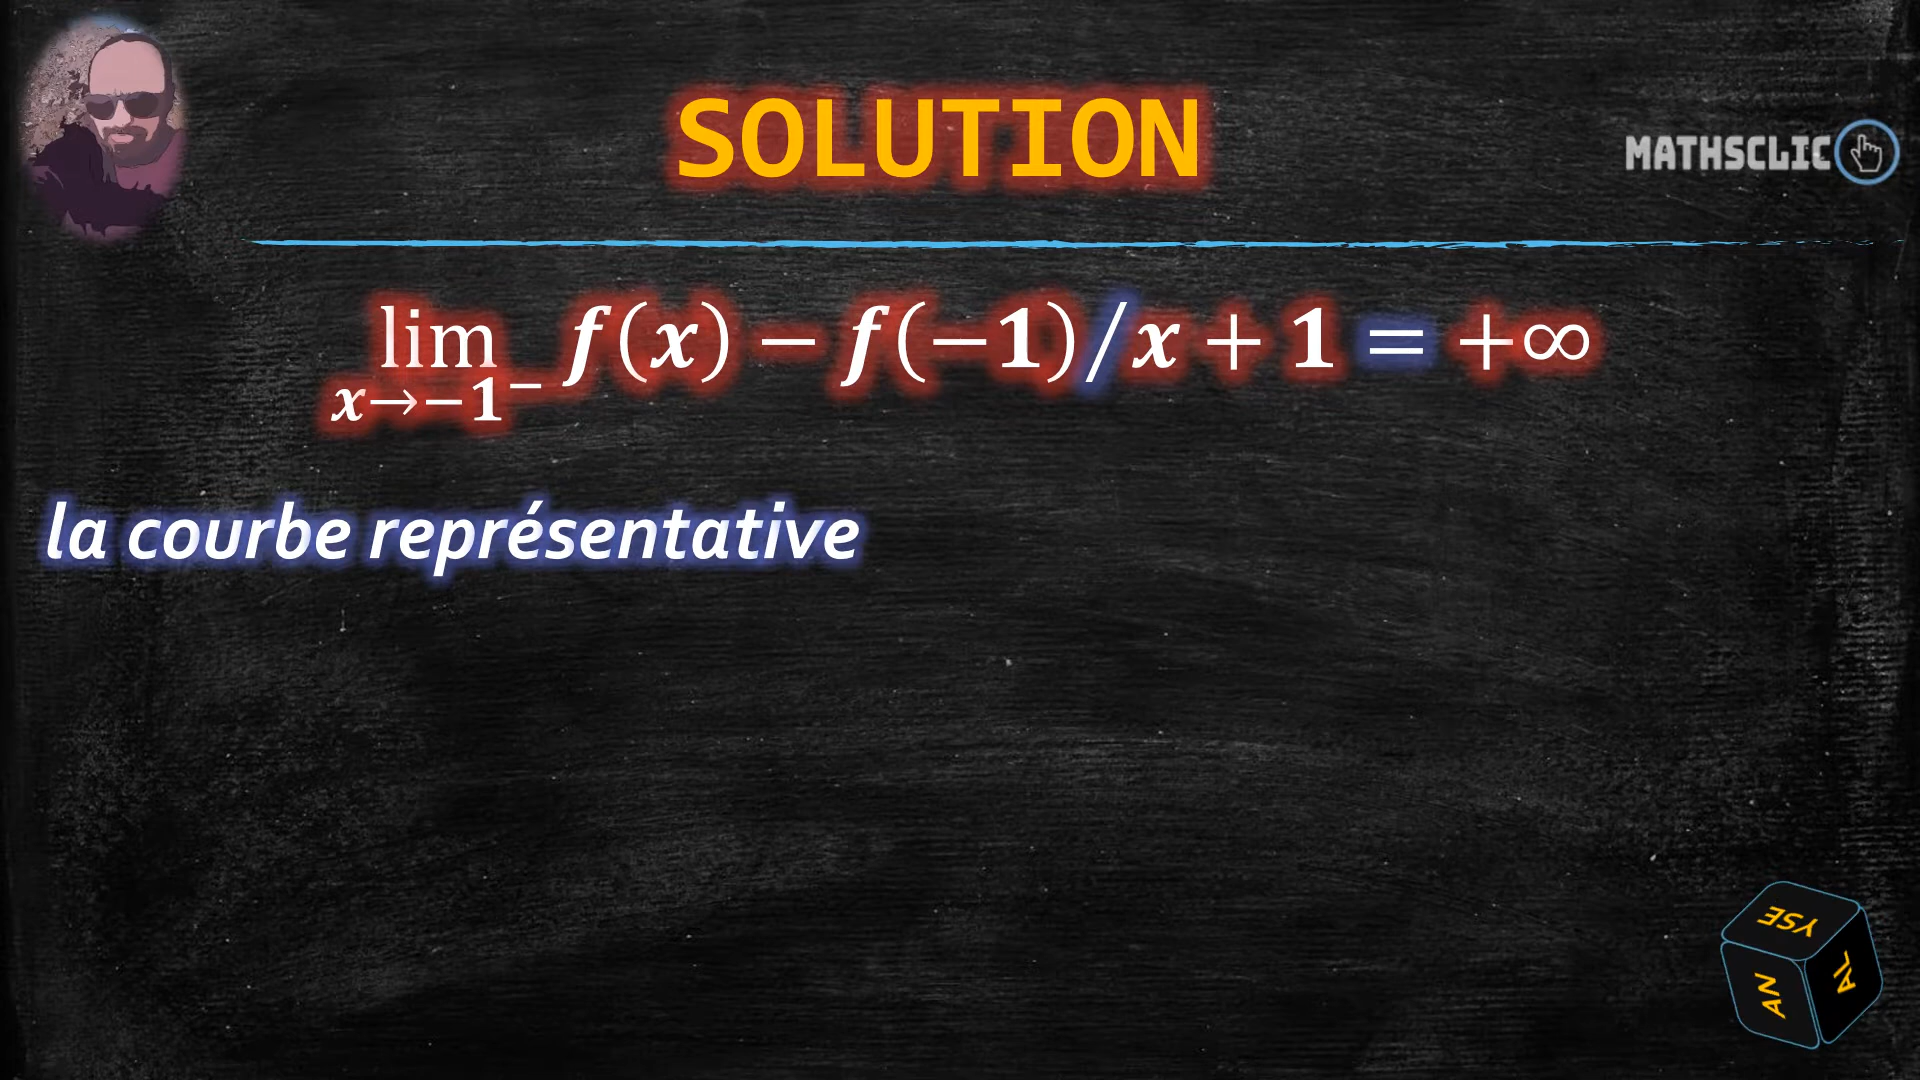 SOLUTION
MATHSCLIC
lim f(x) − f(−1)/x + 1 = +∞
x→−1⁻
la courbe représentative
YSE
AN
AL